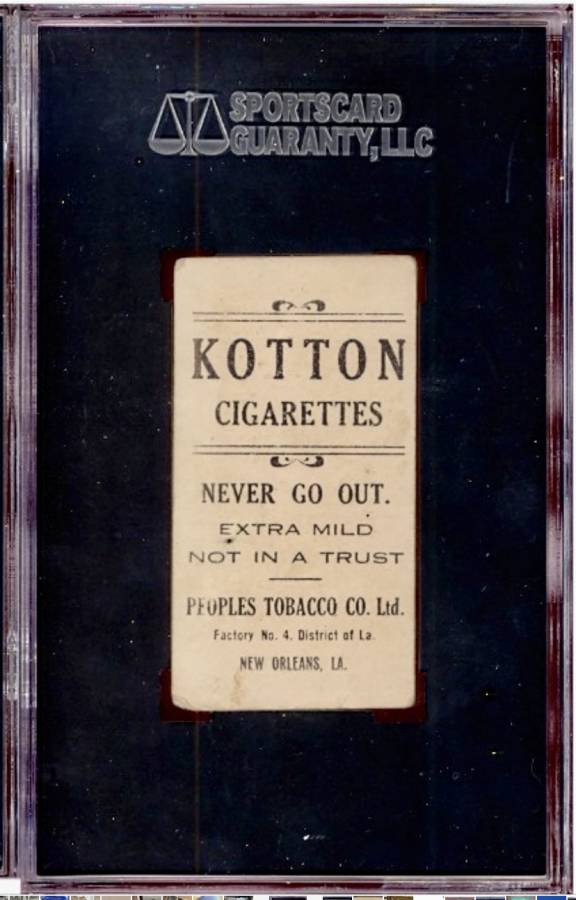 SPORTSCARD
GUARANTY, LLC
KOTTON
CIGARETTES
NEVER GO OUT.
EXTRA MILD
NOT IN A TRUST
PEOPLES TOBACCO CO. Ltd.
Factory No. 4. District of La.
NEW ORLEANS, LA.